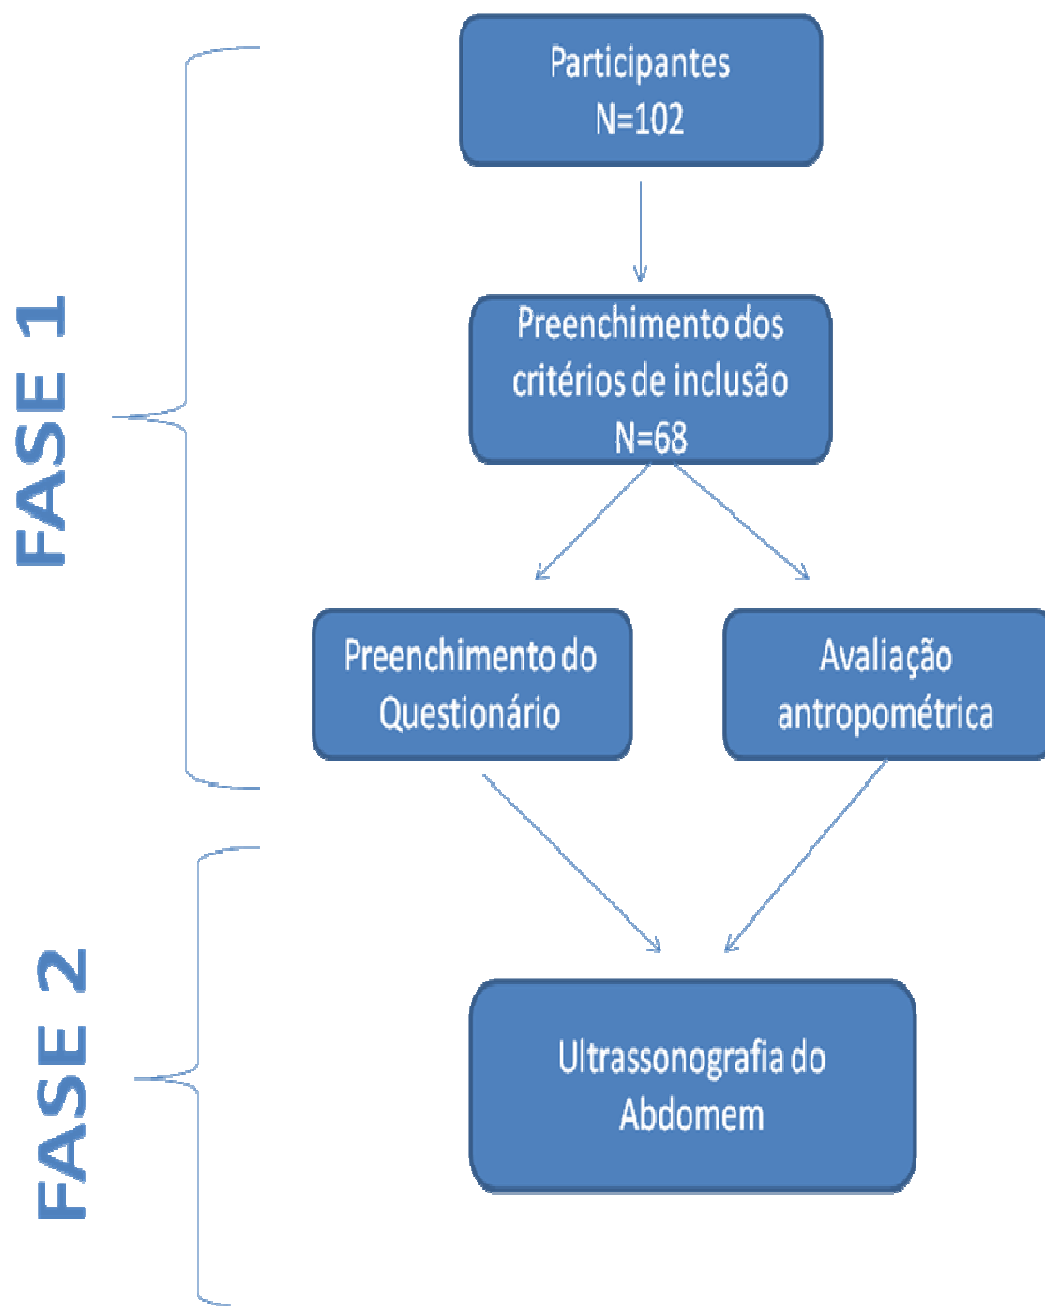 Participantes
N=102
FASE 1
Preenchimento dos
critérios de inclusão
N=68
Preenchimento do
Questionário
Avaliação
antropométrica
FASE 2
Ultrassonografia do
Abdomem